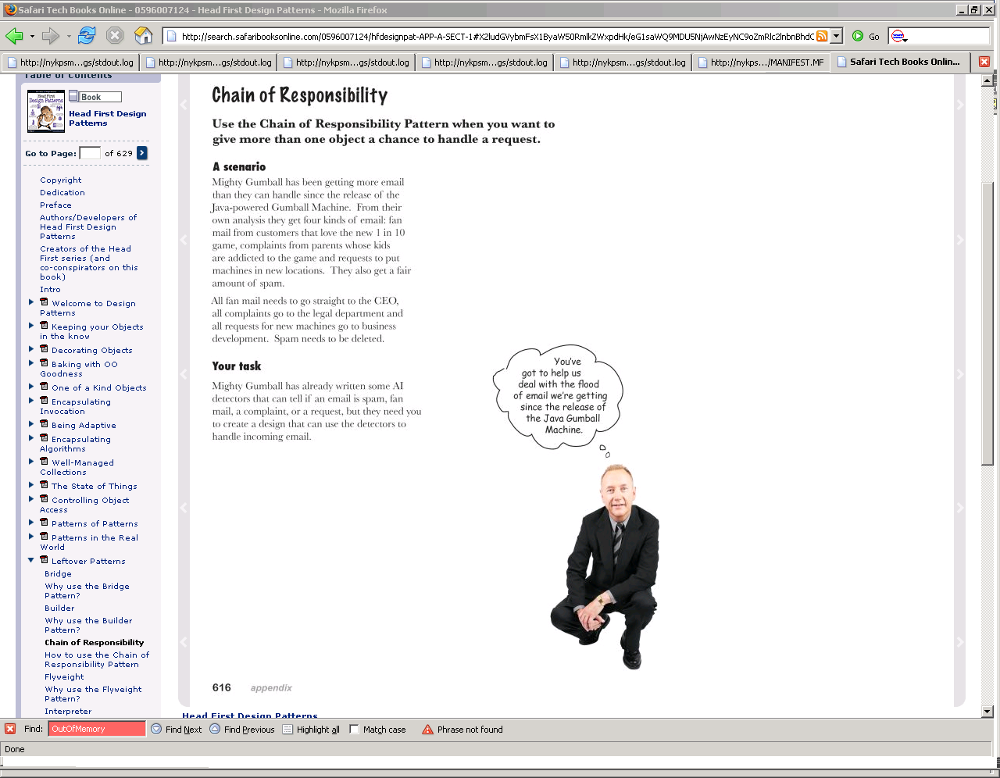 Safari Tech Books Online - 0596007124 - Head First Design Patterns - Mozilla Firefox
http://search.safaribooksonline.com/0596007124/hfdesignpat-APP-A-SECT-1#X2ludGVybmFsX1ByaW50RmlkZWxpdHk/eG1saWQ9MDU5NjAwNzEyNC9oZmRlc2lnbnBhdC
Go
http://nykpsm...gs/stdout.log
http://nykpsm...gs/stdout.log
http://nykpsm...gs/stdout.log
http://nykpsm...gs/stdout.log
http://nykpsm...gs/stdout.log
http://nykps.../MANIFEST.MF
Safari Tech Books Onlin...
Table of Contents
Head First
Design Patterns
Book
Head First Design
Patterns
Go to Page: of 629
Copyright
Dedication
Preface
Authors/Developers of
Head First Design
Patterns
Creators of the Head
First series (and
co-conspirators on this
book)
Intro
Welcome to Design
Patterns
Keeping your Objects
in the know
Decorating Objects
Baking with OO
Goodness
One of a Kind Objects
Encapsulating
Invocation
Being Adaptive
Encapsulating
Algorithms
Well-Managed
Collections
The State of Things
Controlling Object
Access
Patterns of Patterns
Patterns in the Real
World
Leftover Patterns
Bridge
Why use the Bridge
Pattern?
Builder
Why use the Builder
Pattern?
Chain of Responsibility
How to use the Chain of
Responsibility Pattern
Flyweight
Why use the Flyweight
Pattern?
Interpreter
Chain of Responsibility
Use the Chain of Responsibility Pattern when you want to
give more than one object a chance to handle a request.
A scenario
Mighty Gumball has been getting more email
than they can handle since the release of the
Java-powered Gumball Machine. From their
own analysis they get four kinds of email: fan
mail from customers that love the new 1 in 10
game, complaints from parents whose kids
are addicted to the game and requests to put
machines in new locations. They also get a fair
amount of spam.
All fan mail needs to go straight to the CEO,
all complaints go to the legal department and
all requests for new machines go to business
development. Spam needs to be deleted.
Your task
Mighty Gumball has already written some AI
detectors that can tell if an email is spam, fan
mail, a complaint, or a request, but they need you
to create a design that can use the detectors to
handle incoming email.
You've
got to help us
deal with the flood
of email we're getting
since the release of
the Java Gumball
Machine.
616 appendix
Head First Design Patterns
Find: OutOfMemory Find Next Find Previous Highlight all Match case Phrase not found
Done